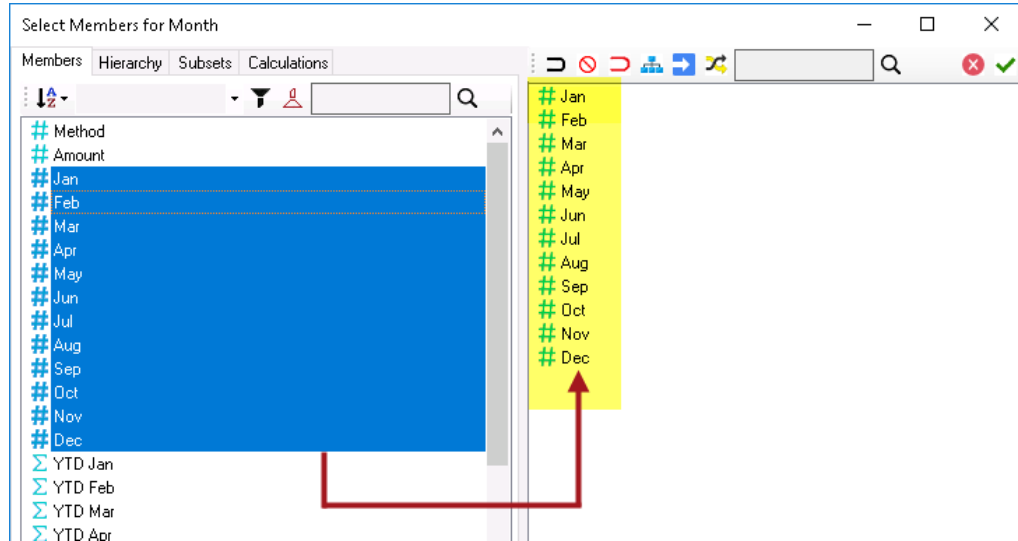 Select Members for Month
Members Hierarchy Subsets Calculations
Method
Amount
Jan
Feb
Mar
Apr
May
Jun
Jul
Aug
Sep
Oct
Nov
Dec
YTD Jan
YTD Feb
YTD Mar
YTD Apr
Jan
Feb
Mar
Apr
May
Jun
Jul
Aug
Sep
Oct
Nov
Dec